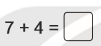 7 + 4 =